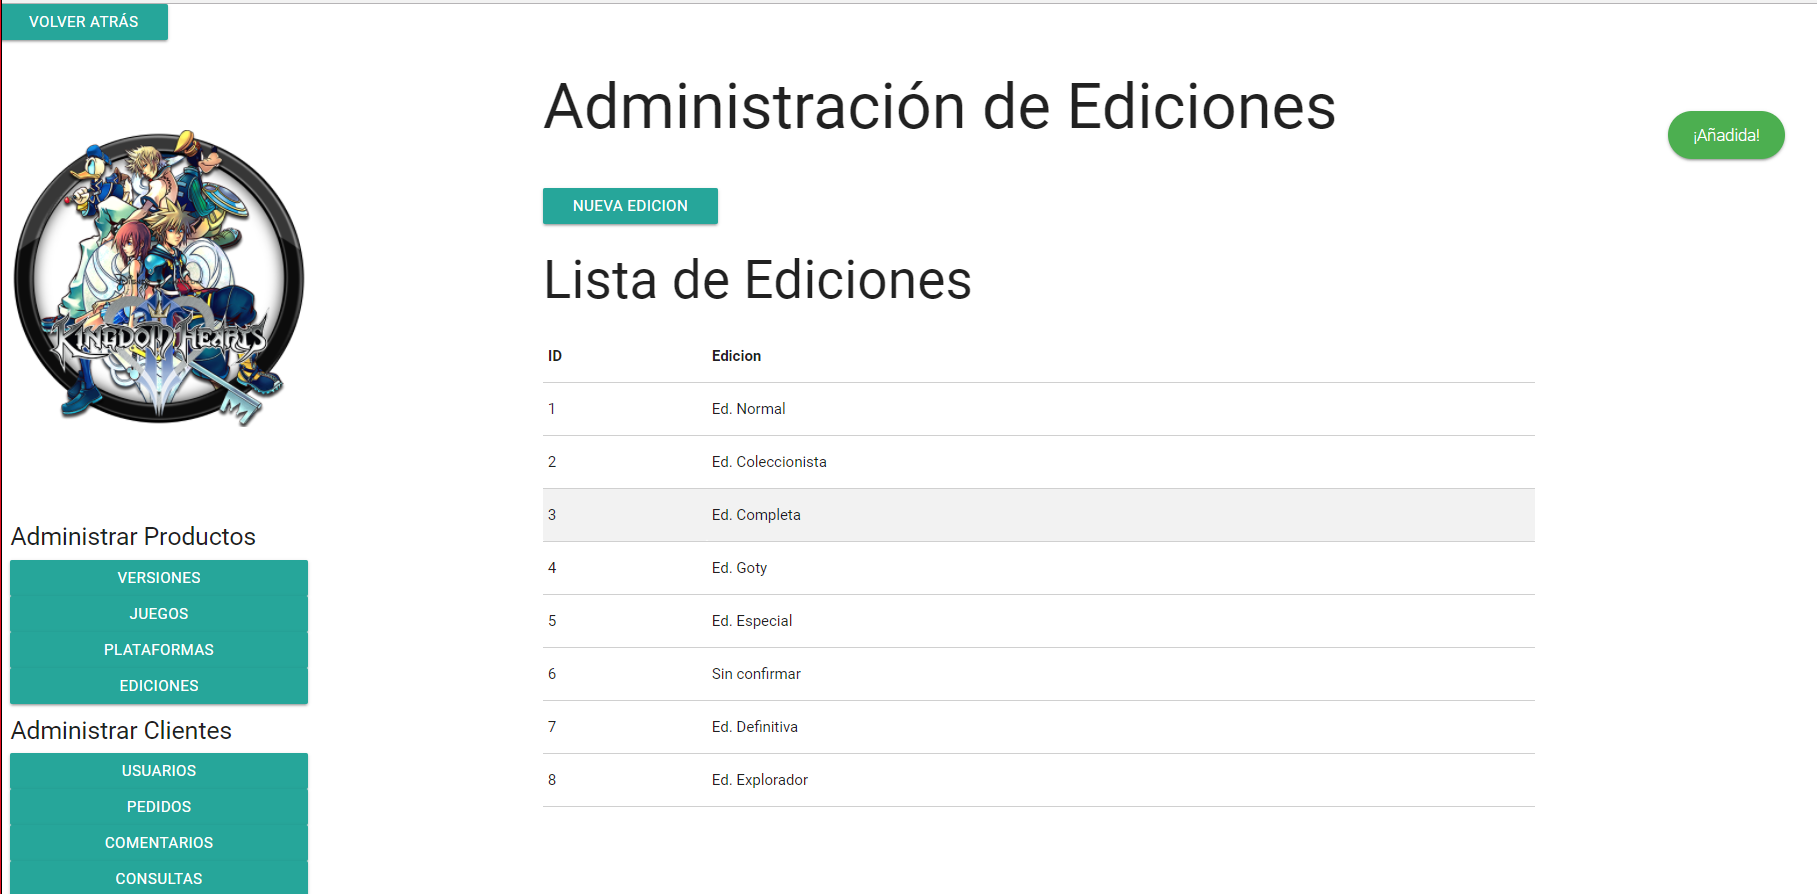 VOLVER ATRÁS
Administración de Ediciones
¡Añadida!
NUEVA EDICION
Lista de Ediciones
ID Edicion
1 Ed. Normal
2 Ed. Coleccionista
3 Ed. Completa
4 Ed. Goty
5 Ed. Especial
6 Sin confirmar
7 Ed. Definitiva
8 Ed. Explorador
KINGDOM HEARTS
Administrar Productos
VERSIONES
JUEGOS
PLATAFORMAS
EDICIONES
Administrar Clientes
USUARIOS
PEDIDOS
COMENTARIOS
CONSULTAS